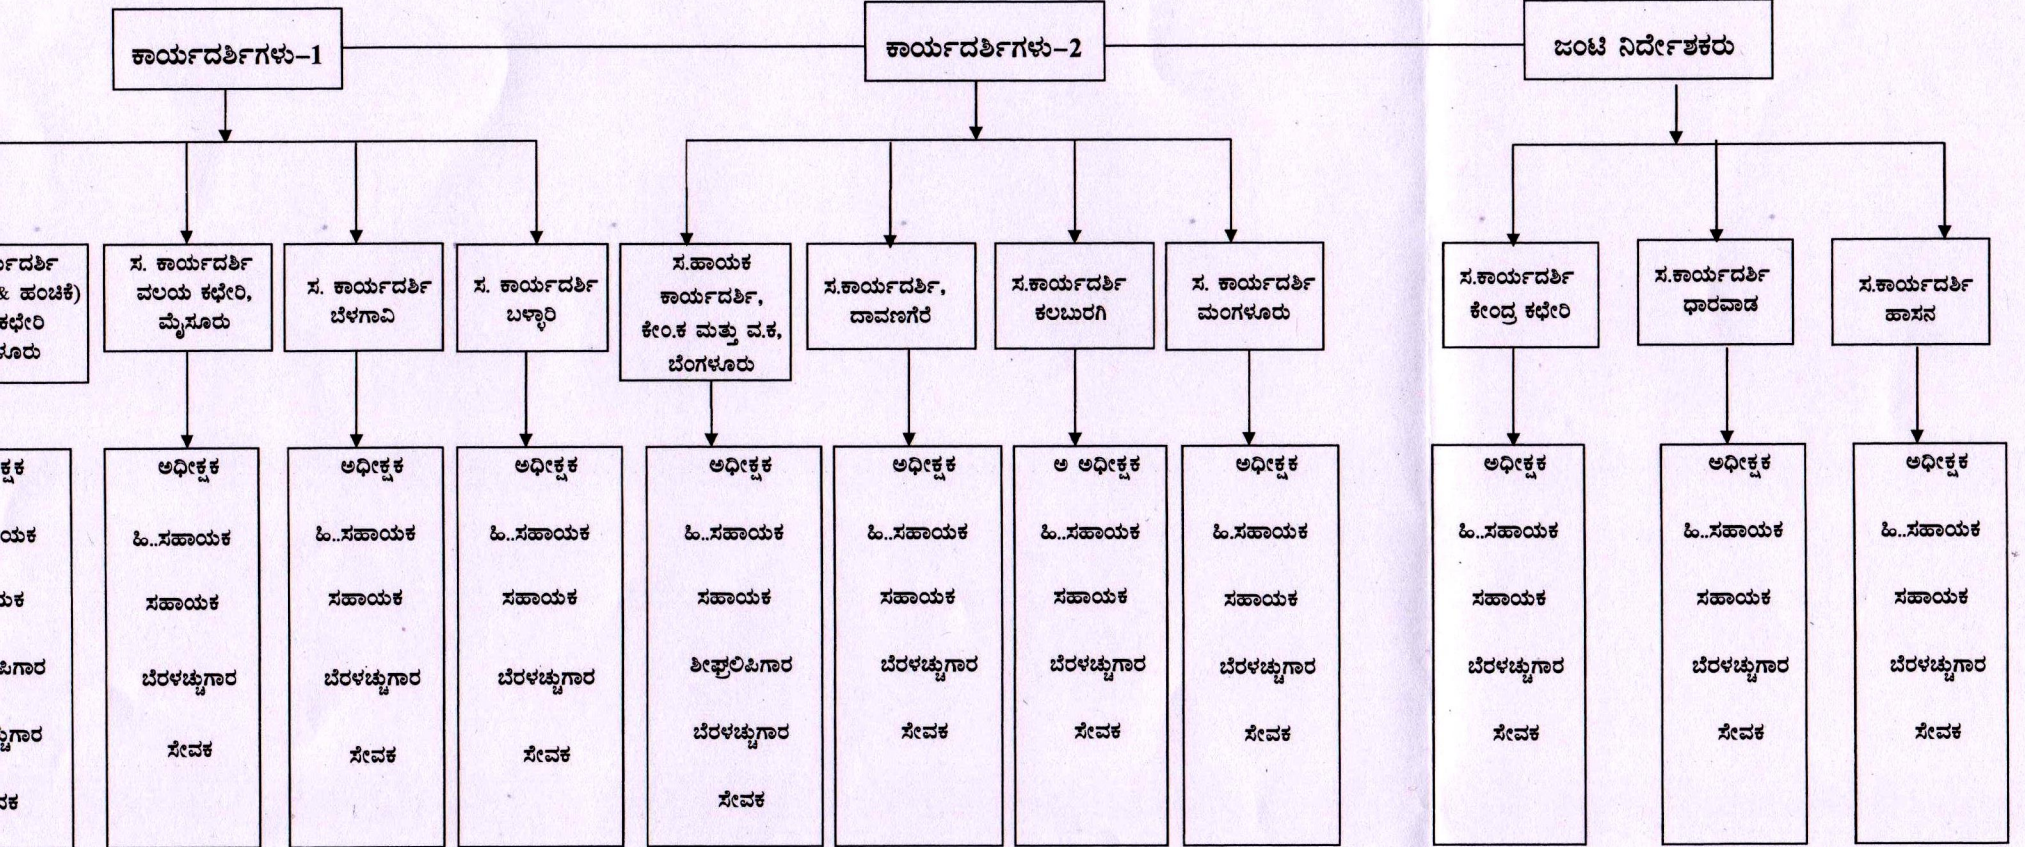 ಕಾರ್ಯದರ್ಶಿಗಳು–1
ಕಾರ್ಯದರ್ಶಿಗಳು–2
ಜಂಟಿ ನಿರ್ದೇಶಕರು
& ಹಂಚಿಕೆ)
ಕಛೇರಿ
ಸ. ಕಾರ್ಯದರ್ಶಿ
ವಲಯ ಕಛೇರಿ,
ಮೈಸೂರು
ಸ. ಕಾರ್ಯದರ್ಶಿ
ಬೆಳಗಾವಿ
ಸ. ಕಾರ್ಯದರ್ಶಿ
ಬಳ್ಳಾರಿ
ಸ.ಹಾಯಕ
ಕಾರ್ಯದರ್ಶಿ,
ಕೇಂ.ಕ ಮತ್ತು ವ.ಕ,
ಬೆಂಗಳೂರು
ಸ.ಕಾರ್ಯದರ್ಶಿ,
ದಾವಣಗೆರೆ
ಸ.ಕಾರ್ಯದರ್ಶಿ
ಕಲಬುರಗಿ
ಸ. ಕಾರ್ಯದರ್ಶಿ
ಮಂಗಳೂರು
ಸ.ಕಾರ್ಯದರ್ಶಿ
ಕೇಂದ್ರ ಕಛೇರಿ
ಸ.ಕಾರ್ಯದರ್ಶಿ
ಧಾರವಾಡ
ಸ.ಕಾರ್ಯದರ್ಶಿ
ಹಾಸನ
ಅಧೀಕ್ಷಕ
ಹಿ..ಸಹಾಯಕ
ಸಹಾಯಕ
ಬೆರಳಚ್ಚುಗಾರ
ಸೇವಕ
ಅಧೀಕ್ಷಕ
ಹಿ..ಸಹಾಯಕ
ಸಹಾಯಕ
ಬೆರಳಚ್ಚುಗಾರ
ಸೇವಕ
ಅಧೀಕ್ಷಕ
ಹಿ..ಸಹಾಯಕ
ಸಹಾಯಕ
ಬೆರಳಚ್ಚುಗಾರ
ಸೇವಕ
ಅಧೀಕ್ಷಕ
ಹಿ..ಸಹಾಯಕ
ಸಹಾಯಕ
ಶೀಘ್ರಲಿಪಿಗಾರ
ಬೆರಳಚ್ಚುಗಾರ
ಸೇವಕ
ಅಧೀಕ್ಷಕ
ಹಿ..ಸಹಾಯಕ
ಸಹಾಯಕ
ಬೆರಳಚ್ಚುಗಾರ
ಸೇವಕ
ಅ ಅಧೀಕ್ಷಕ
ಹಿ..ಸಹಾಯಕ
ಸಹಾಯಕ
ಬೆರಳಚ್ಚುಗಾರ
ಸೇವಕ
ಅಧೀಕ್ಷಕ
ಹಿ.ಸಹಾಯಕ
ಸಹಾಯಕ
ಬೆರಳಚ್ಚುಗಾರ
ಸೇವಕ
ಅಧೀಕ್ಷಕ
ಹಿ..ಸಹಾಯಕ
ಸಹಾಯಕ
ಬೆರಳಚ್ಚುಗಾರ
ಸೇವಕ
ಅಧೀಕ್ಷಕ
ಹಿ..ಸಹಾಯಕ
ಸಹಾಯಕ
ಬೆರಳಚ್ಚುಗಾರ
ಸೇವಕ
ಅಧೀಕ್ಷಕ
ಹಿ..ಸಹಾಯಕ
ಸಹಾಯಕ
ಬೆರಳಚ್ಚುಗಾರ
ಸೇವಕ